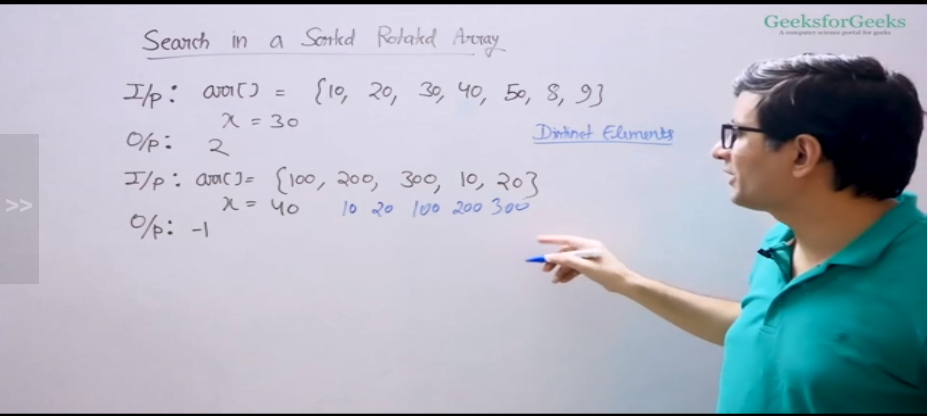 GeeksforGeeks
A computer science portal for geeks
Search in a Sorted Rotated Array
I/p: arr[] = {10, 20, 30, 40, 50, 8, 9}
x = 30
Distinct Elements
O/p: 2
I/p: arr[] = {100, 200, 300, 10, 20}
x = 40 10 20 100 200 300
O/p: -1
>>